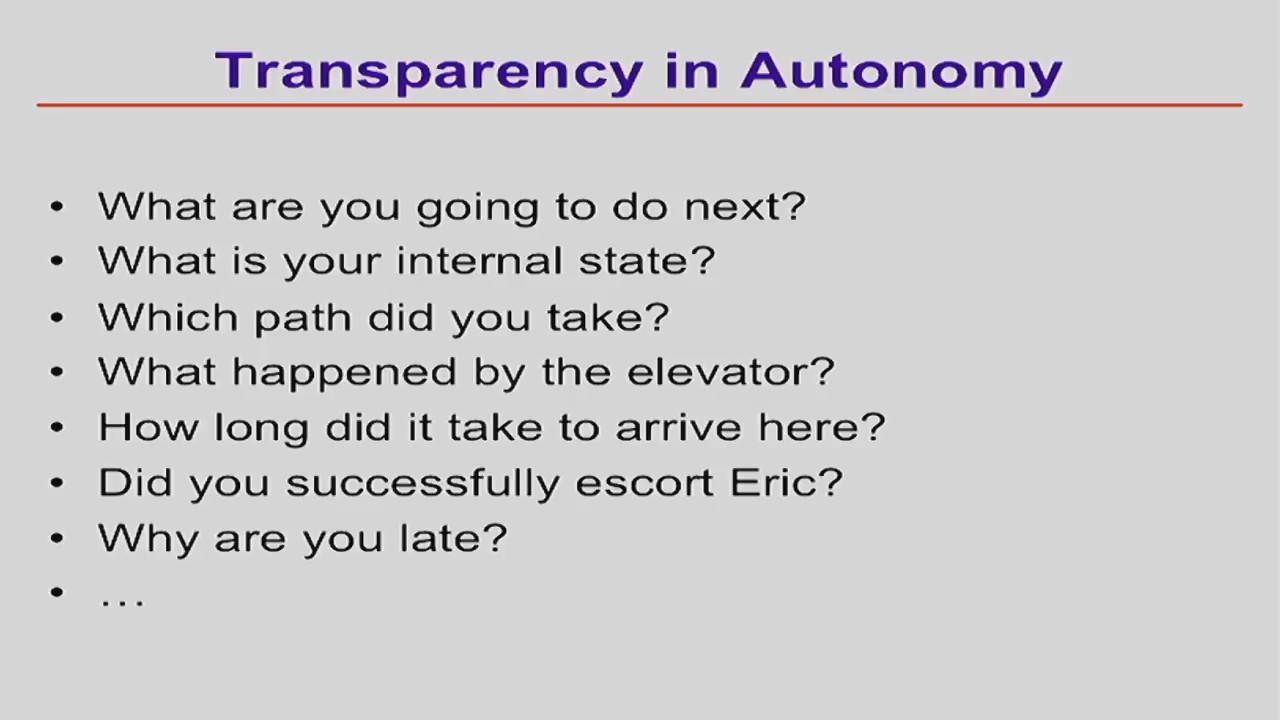 Transparency in Autonomy
• What are you going to do next?
• What is your internal state?
• Which path did you take?
• What happened by the elevator?
• How long did it take to arrive here?
• Did you successfully escort Eric?
• Why are you late?
• ...